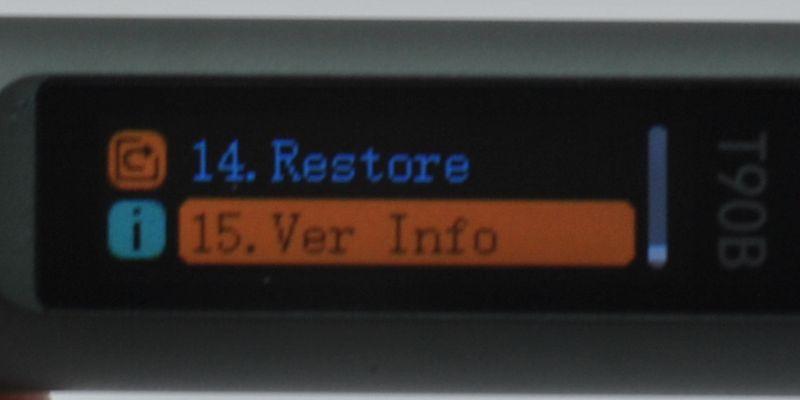 14. Restore
15. Ver Info
T90B